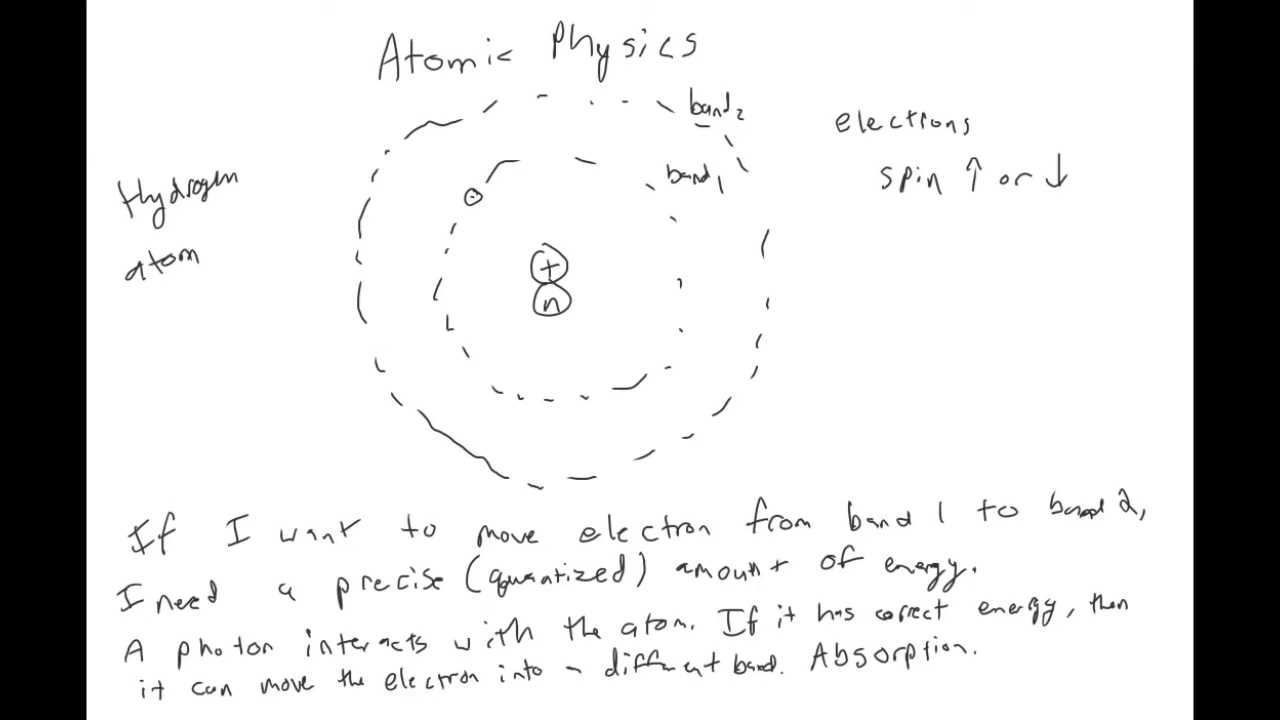 Atomic Physics
band2
electrons
band1
spin ↑ or ↓
Hydrogen
atom
+
n
If I want to move electron from band 1 to band 2,
I need a precise (quantized) amount of energy.
A photon interacts with the atom. If it has correct energy, then
it can move the electron into a different band. Absorption.